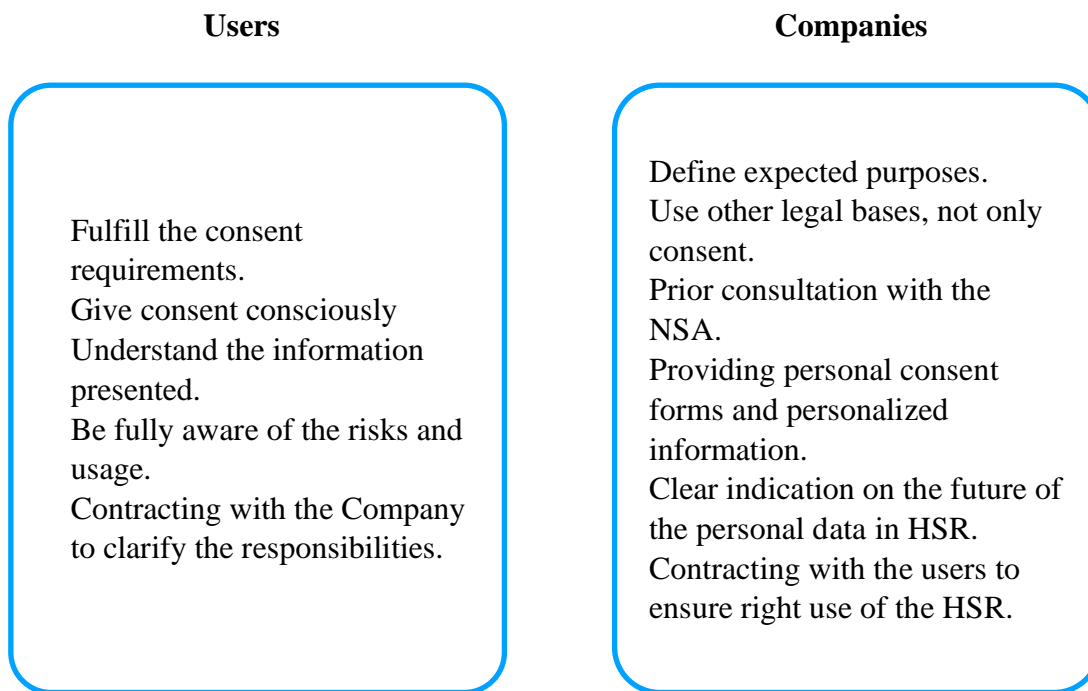 Users
Fulfill the consent
requirements.
Give consent consciously
Understand the information
presented.
Be fully aware of the risks and
usage.
Contracting with the Company
to clarify the responsibilities.
Companies
Define expected purposes.
Use other legal bases, not only
consent.
Prior consultation with the
NSA.
Providing personal consent
forms and personalized
information.
Clear indication on the future of
the personal data in HSR.
Contracting with the users to
ensure right use of the HSR.